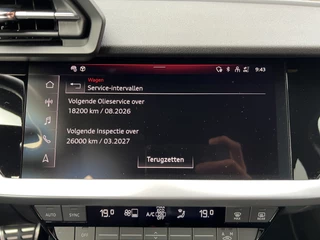 9:43
Wagen
Service-intervallen
Volgende Olieservice over
18200 km / 08.2026
Volgende Inspectie over
26000 km / 03.2027
Terugzetten
AUTO SYNC 19.0 A/C 19.0